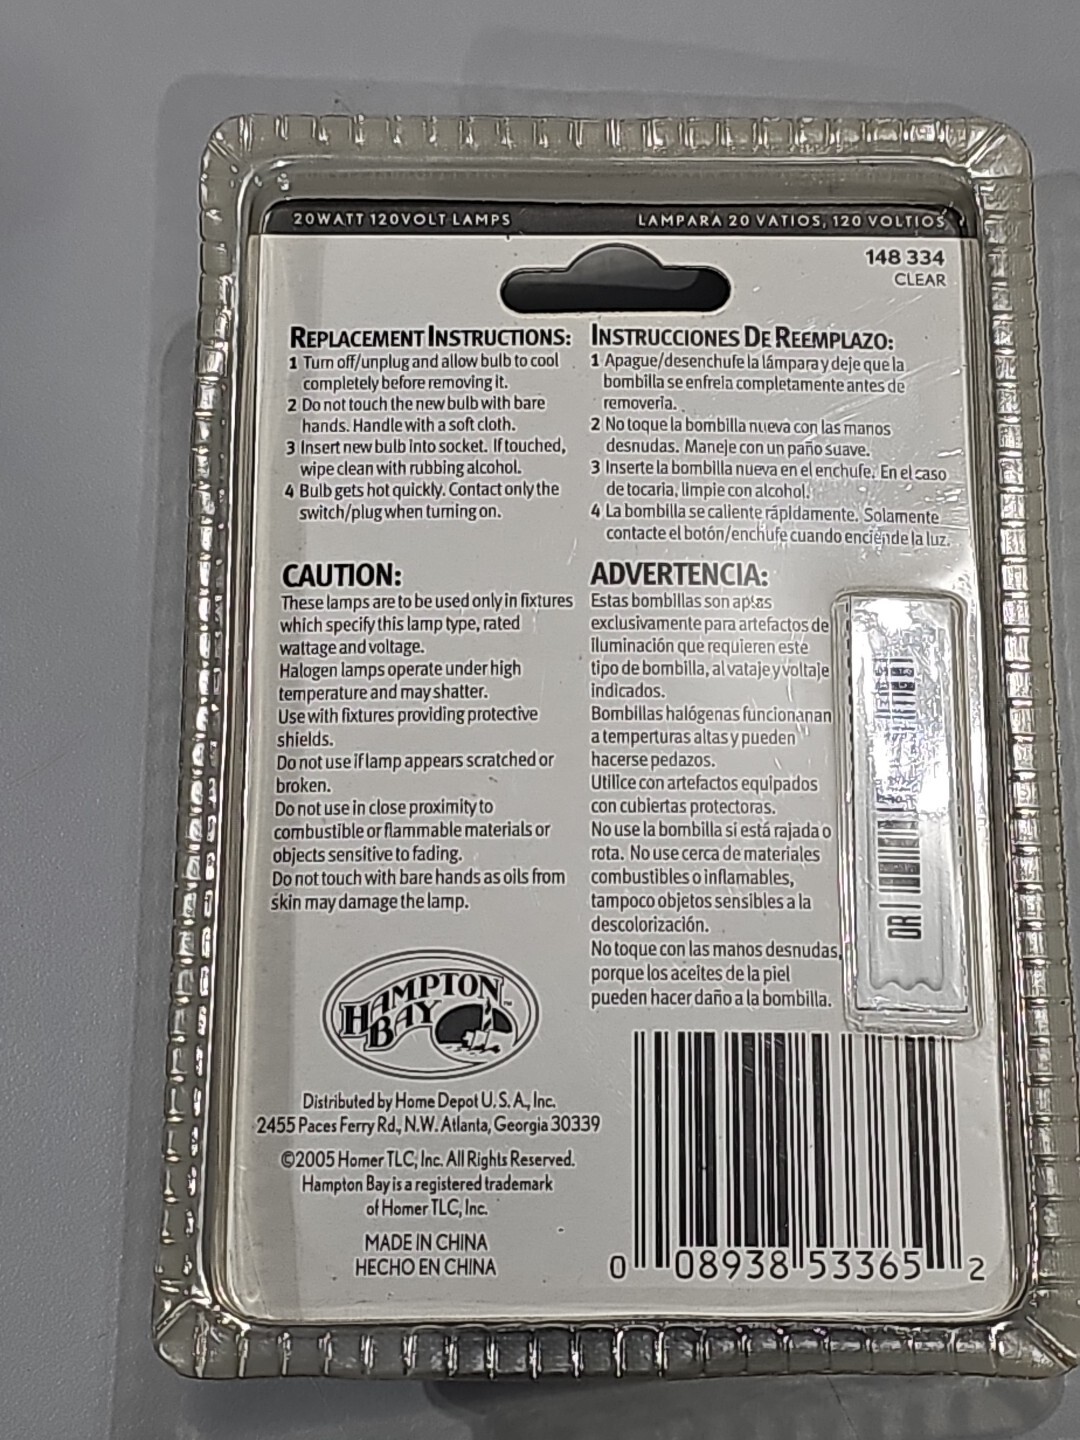 20WATT 120VOLT LAMPS
LAMPARA 20 VATIOS, 120 VOLTIOS
148 334
CLEAR
REPLACEMENT INSTRUCTIONS:
1 Turn off/unplug and allow bulb to cool
completely before removing it.
2 Do not touch the new bulb with bare
hands. Handle with a soft cloth.
3 Insert new bulb into socket. If touched,
wipe clean with rubbing alcohol.
4 Bulb gets hot quickly. Contact only the
switch/plug when turning on.
CAUTION:
These lamps are to be used only in fixtures
which specify this lamp type, rated
wattage and voltage.
Halogen lamps operate under high
temperature and may shatter.
Use with fixtures providing protective
shields.
Do not use if lamp appears scratched or
broken.
Do not use in close proximity to
combustible or flammable materials or
objects sensitive to fading.
Do not touch with bare hands as oils from
skin may damage the lamp.
INSTRUCCIONES DE REEMPLAZO:
1 Apague/desenchufe la lámpara y deje que la
bombilla se enfreia completamente antes de
removeria.
2 No toque la bombilla nueva con las manos
desnudas. Maneje con un paño suave.
3 Inserte la bombilla nueva en el enchufe. En el caso
de tocaria, limpie con alcohol.
4 La bombilla se caliente rápidamente. Solamente
contacte el botón/enchufe cuando enciende la luz.
ADVERTENCIA:
Estas bombillas son aptas
exclusivamente para artefactos de
iluminación que requieren este
tipo de bombilla, al vataje y voltaje
indicados.
Bombillas halógenas funcionanan
a temperturas altas y pueden
hacerse pedazos.
Utilice con artefactos equipados
con cubiertas protectoras.
No use la bombilla si está rajada o
rota. No use cerca de materiales
combustibles o inflamables,
tampoco objetos sensibles a la
descolorización.
No toque con las manos desnudas,
porque los aceites de la piel
pueden hacer daño a la bombilla.
HAMPTON
BAY™
Distributed by Home Depot U.S.A., Inc.
2455 Paces Ferry Rd., N.W. Atlanta, Georgia 30339
©2005 Homer TLC, Inc. All Rights Reserved.
Hampton Bay is a registered trademark
of Homer TLC, Inc.
MADE IN CHINA
HECHO EN CHINA
0 08938 53365 2